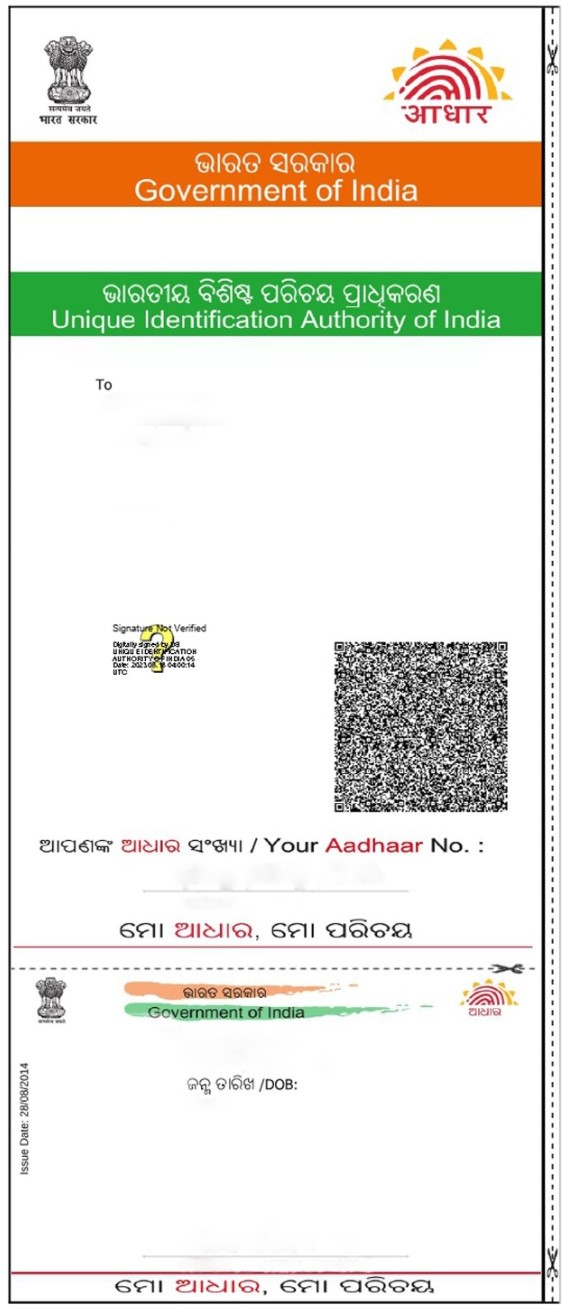 सत्यमेव जयते
भारत सरकार
आधार
ଭାରତ ସରକାର
Government of India
ଭାରତୀୟ ବିଶିଷ୍ଟ ପରିଚୟ ପ୍ରାଧିକରଣ
Unique Identification Authority of India
To
Signature Not Verified
Digitally signed by DS
UNIQUE IDENTIFICATION
AUTHORITY OF INDIA 05
Date: 04:00:14
UTC
ଆପଣଙ୍କ ଆଧାର ସଂଖ୍ୟା / Your Aadhaar No. :
ମୋ ଆଧାର, ମୋ ପରିଚୟ
ଭାରତ ସରକାର
Government of India
ଆଧାର
Issue Date: 28/08/2014
ଜନ୍ମ ତାରିଖ /DOB:
ମୋ ଆଧାର, ମୋ ପରିଚୟ